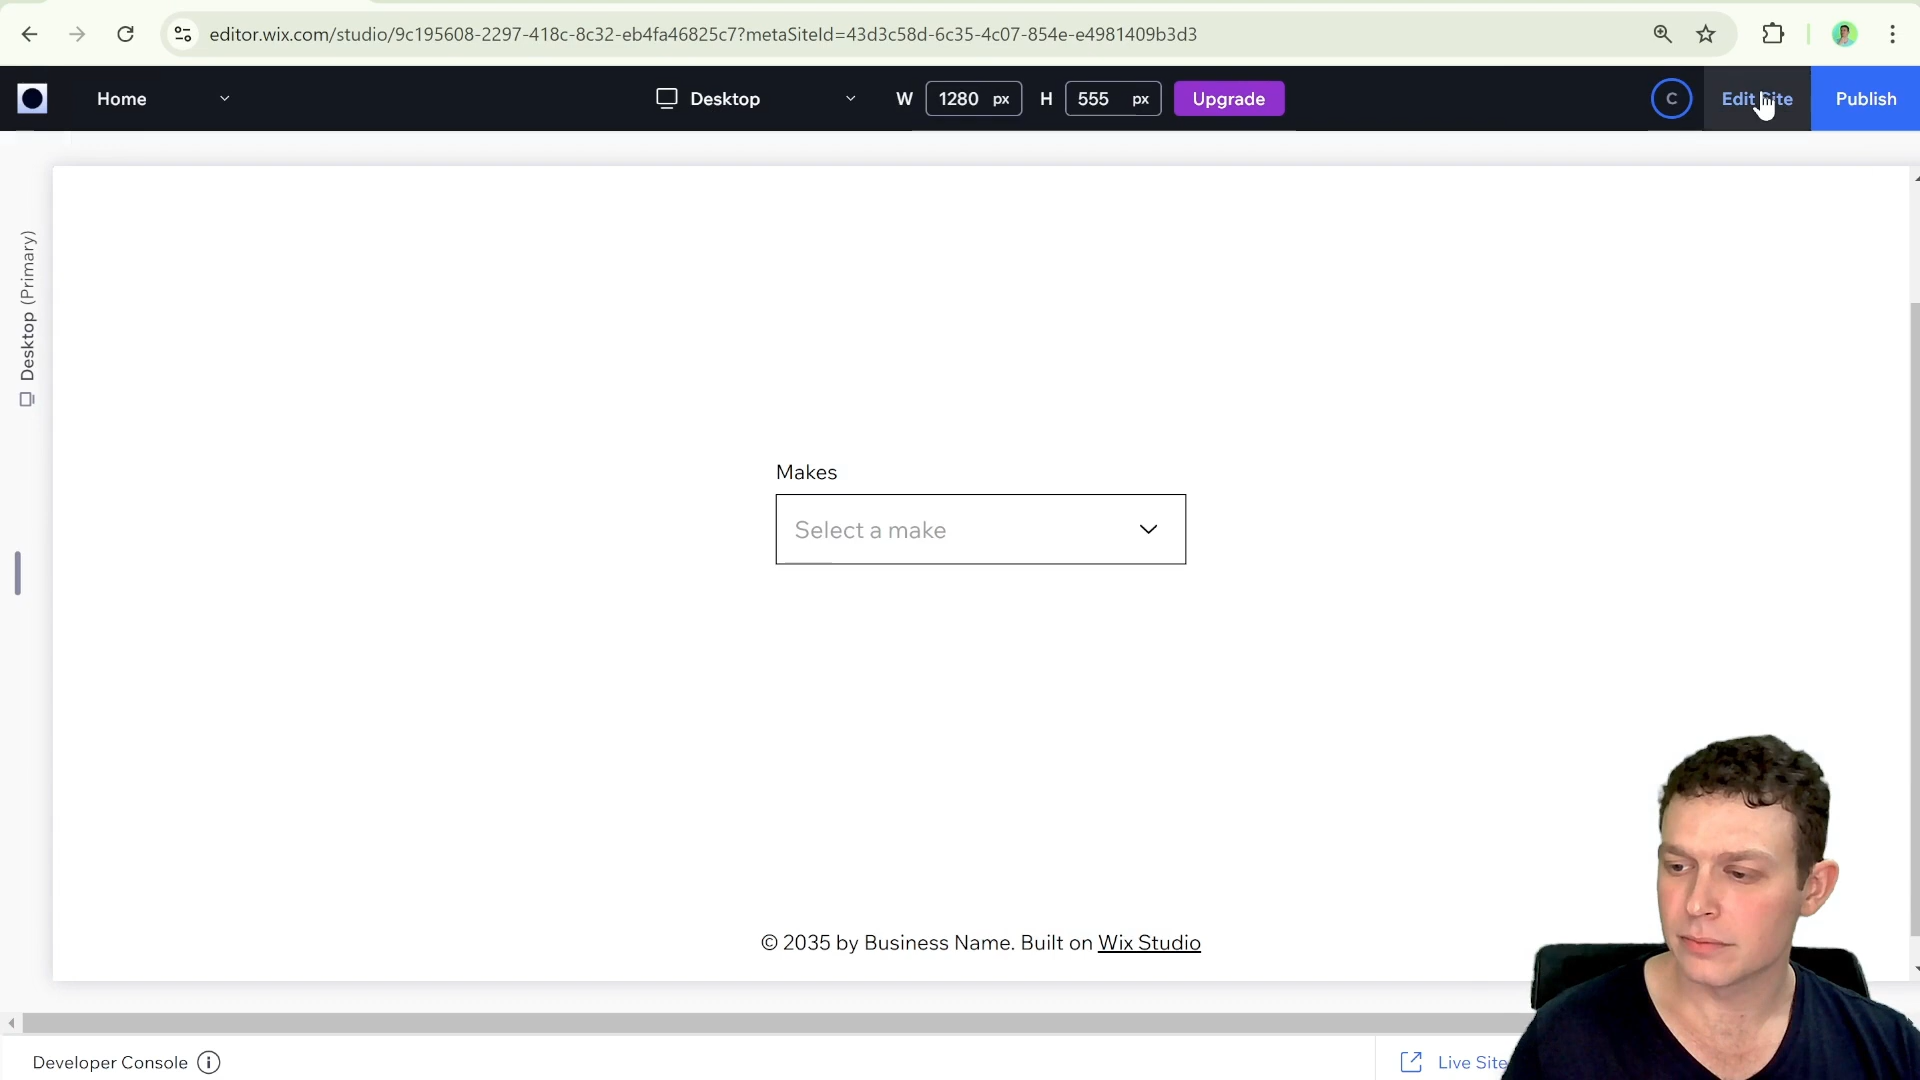 editor.wix.com/studio/9c195608-2297-418c-8c32-eb4fa46825c7?metaSiteId=43d3c58d-6c35-4c07-854e-e4981409b3d3
Home
Desktop
W 1280 px H 555 px
Upgrade
C
Edit Site
Publish
Desktop (Primary)
Makes
Select a make
© 2035 by Business Name. Built on Wix Studio
Developer Console
Live Site